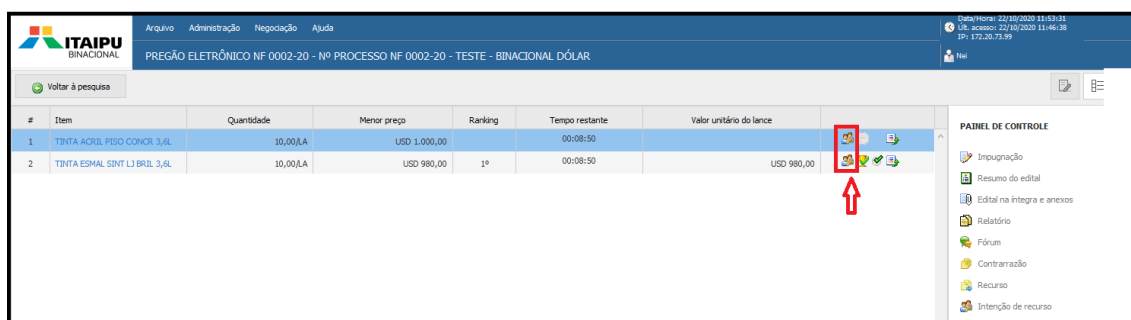 ITAIPU
BINACIONAL
Arquivo Administração Negociação Ajuda
PREGÃO ELETRÔNICO NF 0002-20 - Nº PROCESSO NF 0002-20 - TESTE - BINACIONAL DÓLAR
Data/Hora: 22/10/2020 11:53:31
Últ. acesso: 22/10/2020 11:46:38
IP: 172.20.73.99
Nei
Voltar à pesquisa
# Item Quantidade Menor preço Ranking Tempo restante Valor unitário do lance
1 TINTA ACRIL PISO CONCR 3,6L 10,00/LA USD 1.000,00 00:08:50
2 TINTA ESMAL SINT LJ BRIL 3,6L 10,00/LA USD 980,00 1º 00:08:50 USD 980,00
PAINEL DE CONTROLE
Impugnação
Resumo do edital
Edital na íntegra e anexos
Relatório
Fórum
Contrarrazão
Recurso
Intenção de recurso